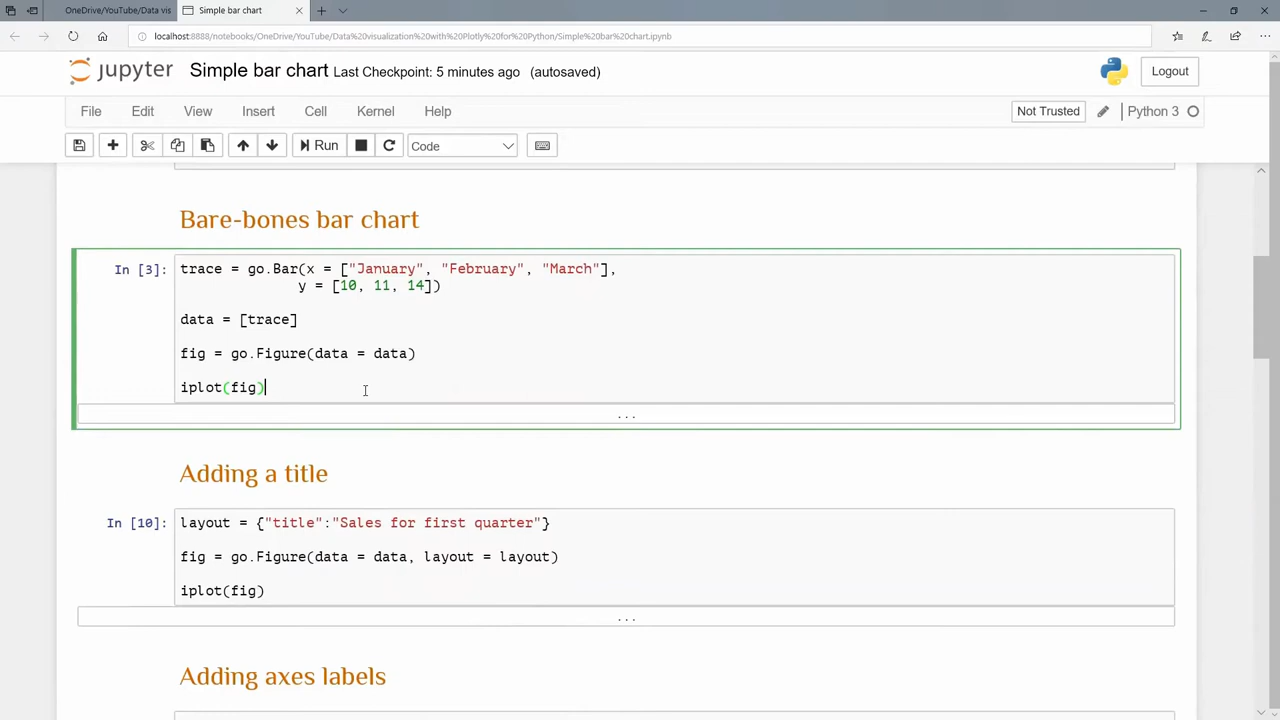 OneDrive/YouTube/Data vis
Simple bar chart
localhost:8888/notebooks/OneDrive/YouTube/Data%20visualization%20with%20Plotly%20for%20Python/Simple%20bar%20chart.ipynb
jupyter Simple bar chart Last Checkpoint: 5 minutes ago (autosaved)
Logout
File Edit View Insert Cell Kernel Help
Not Trusted
Python 3
Run
Code
Bare-bones bar chart
In [3]: trace = go.Bar(x = ["January", "February", "March"],
y = [10, 11, 14])
data = [trace]
fig = go.Figure(data = data)
iplot(fig)
...
Adding a title
In [10]: layout = {"title":"Sales for first quarter"}
fig = go.Figure(data = data, layout = layout)
iplot(fig)
...
Adding axes labels